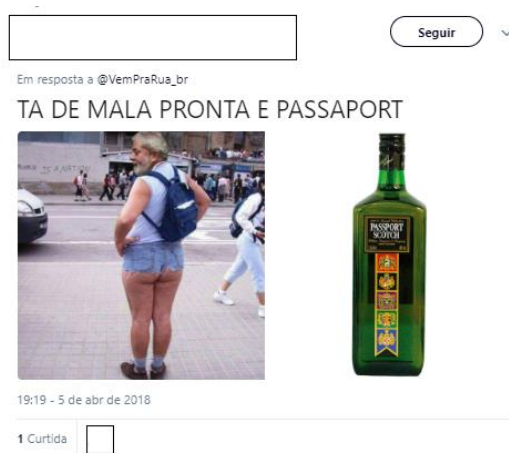 Seguir
Em resposta a @VemPraRua_br
TA DE MALA PRONTA E PASSAPORT
PASSPORT
SCOTCH
19:19 - 5 de abr de 2018
1 Curtida